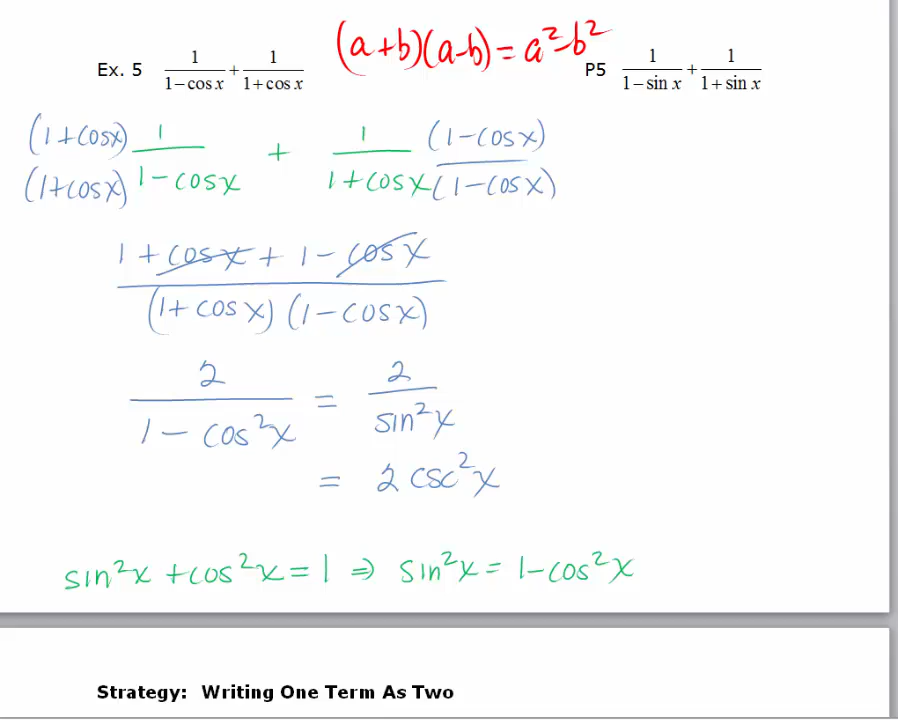 (a+b)(a-b) = a²-b²
Ex. 5 1/(1-cos x) + 1/(1+cos x)
P5 1/(1-sin x) + 1/(1+sin x)
(1+cosx)/(1+cosx) 1/(1-cosx) + 1/(1+cosx) (1-cosx)/(1-cosx)
(1+cosx+1-cosx)/((1+cosx)(1-cosx))
2/(1-cos²x) = 2/sin²x
= 2csc²x
sin²x+cos²x=1 ⇒ sin²x=1-cos²x
Strategy: Writing One Term As Two